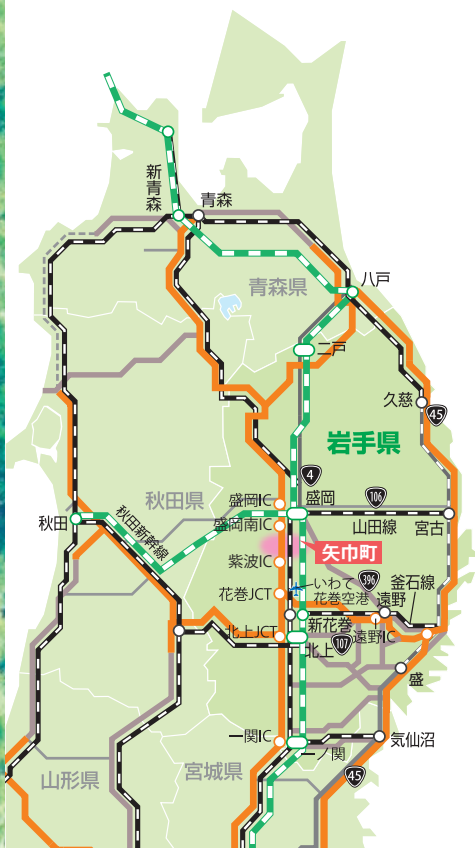 新青森
青森
青森県
八戸
二戸
久慈
45
岩手県
4
盛岡IC
盛岡
106
秋田県
秋田
秋田新幹線
盛岡南IC
山田線
宮古
矢巾町
紫波IC
396
いわて
花巻空港
釜石線
花巻JCT
遠野
新花巻
遠野IC
北上JCT
北上
107
盛
一関IC
一ノ関
気仙沼
山形県
宮城県
45